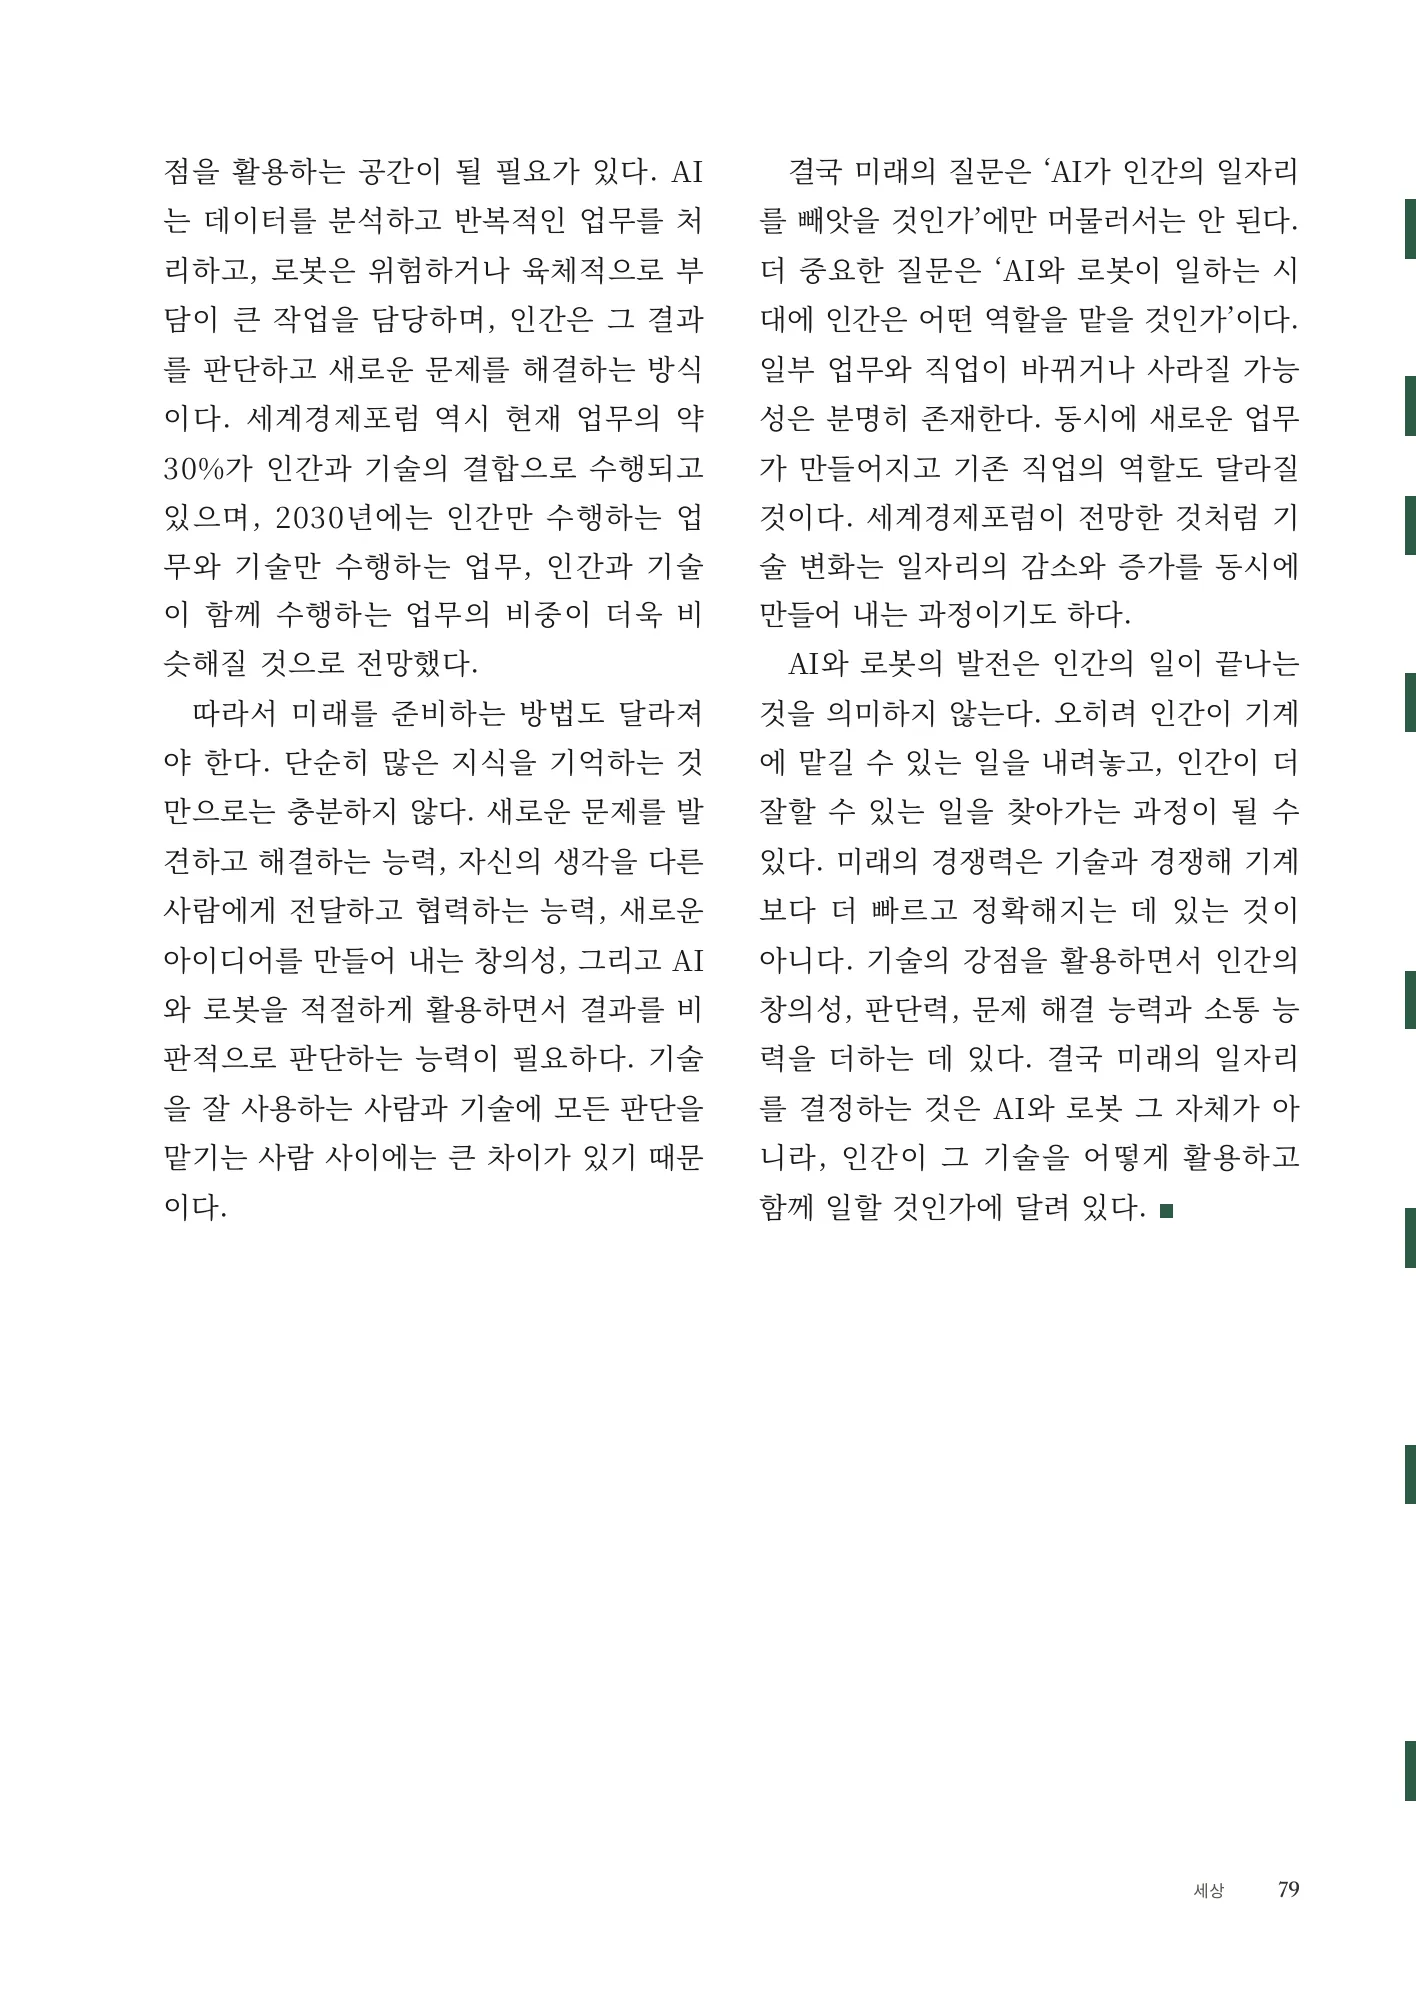 점을 활용하는 공간이 될 필요가 있다. AI
는 데이터를 분석하고 반복적인 업무를 처
리하고, 로봇은 위험하거나 육체적으로 부
담이 큰 작업을 담당하며, 인간은 그 결과
를 판단하고 새로운 문제를 해결하는 방식
이다. 세계경제포럼 역시 현재 업무의 약
30%가 인간과 기술의 결합으로 수행되고
있으며, 2030년에는 인간만 수행하는 업
무와 기술만 수행하는 업무, 인간과 기술
이 함께 수행하는 업무의 비중이 더욱 비
슷해질 것으로 전망했다.
따라서 미래를 준비하는 방법도 달라져
야 한다. 단순히 많은 지식을 기억하는 것
만으로는 충분하지 않다. 새로운 문제를 발
견하고 해결하는 능력, 자신의 생각을 다른
사람에게 전달하고 협력하는 능력, 새로운
아이디어를 만들어 내는 창의성, 그리고 AI
와 로봇을 적절하게 활용하면서 결과를 비
판적으로 판단하는 능력이 필요하다. 기술
을 잘 사용하는 사람과 기술에 모든 판단을
맡기는 사람 사이에는 큰 차이가 있기 때문
이다.
결국 미래의 질문은 ‘AI가 인간의 일자리
를 빼앗을 것인가’에만 머물러서는 안 된다.
더 중요한 질문은 ‘AI와 로봇이 일하는 시
대에 인간은 어떤 역할을 맡을 것인가’이다.
일부 업무와 직업이 바뀌거나 사라질 가능
성은 분명히 존재한다. 동시에 새로운 업무
가 만들어지고 기존 직업의 역할도 달라질
것이다. 세계경제포럼이 전망한 것처럼 기
술 변화는 일자리의 감소와 증가를 동시에
만들어 내는 과정이기도 하다.
AI와 로봇의 발전은 인간의 일이 끝나는
것을 의미하지 않는다. 오히려 인간이 기계
에 맡길 수 있는 일을 내려놓고, 인간이 더
잘할 수 있는 일을 찾아가는 과정이 될 수
있다. 미래의 경쟁력은 기술과 경쟁해 기계
보다 더 빠르고 정확해지는 데 있는 것이
아니다. 기술의 강점을 활용하면서 인간의
창의성, 판단력, 문제 해결 능력과 소통 능
력을 더하는 데 있다. 결국 미래의 일자리
를 결정하는 것은 AI와 로봇 그 자체가 아
니라, 인간이 그 기술을 어떻게 활용하고
함께 일할 것인가에 달려 있다. ■
세상 79